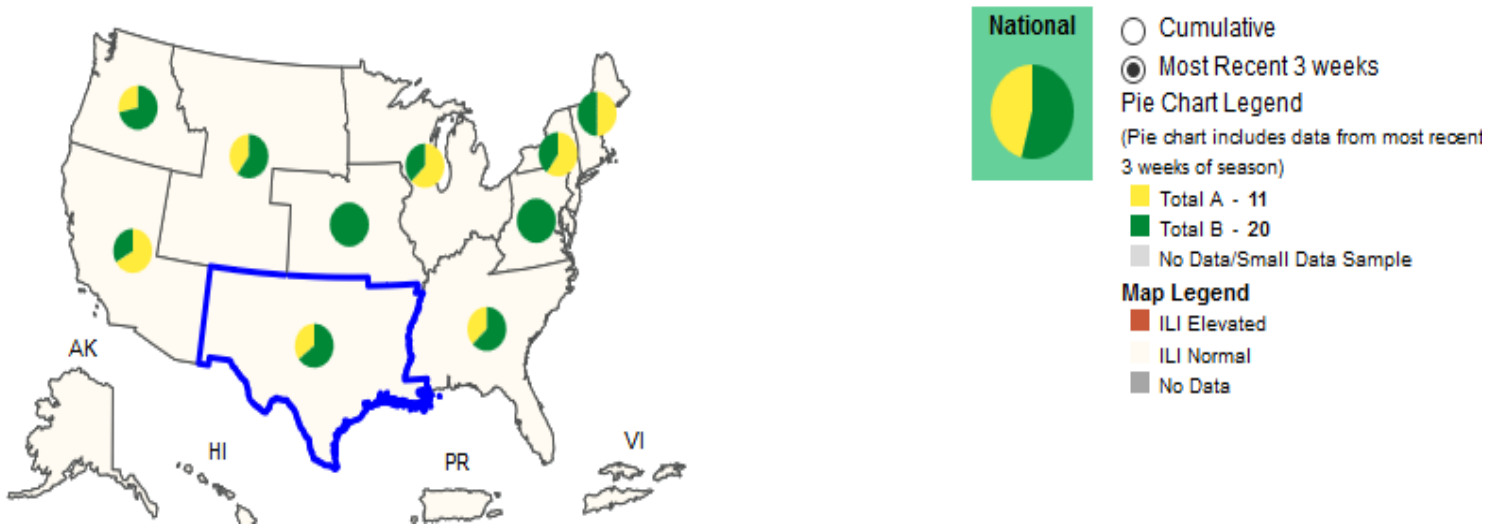 National
Cumulative
Most Recent 3 weeks
Pie Chart Legend
(Pie chart includes data from most recent
3 weeks of season)
Total A - 11
Total B - 20
No Data/Small Data Sample
Map Legend
ILI Elevated
ILI Normal
No Data
AK
HI
PR
VI